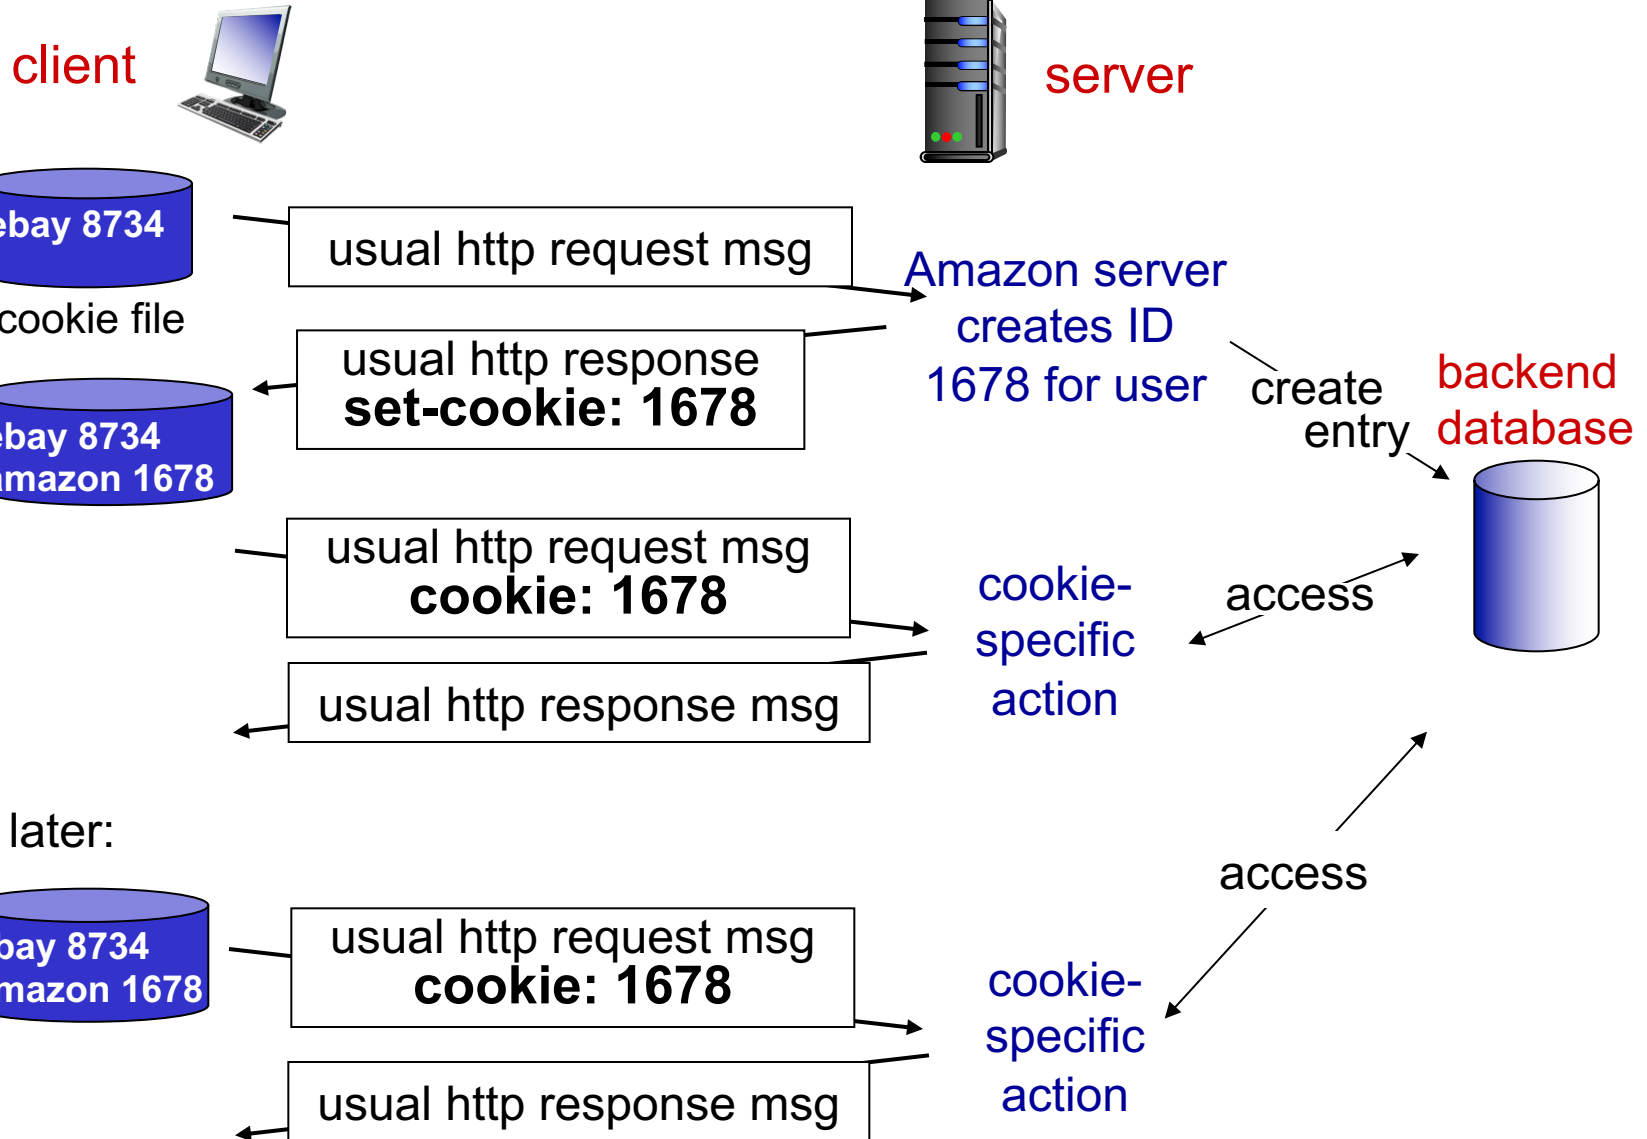 client
server
ebay 8734
usual http request msg
Amazon server
creates ID
1678 for user
cookie file
usual http response
set-cookie: 1678
create
entry
backend
database
ebay 8734
amazon 1678
usual http request msg
cookie: 1678
cookie-
specific
action
access
usual http response msg
later:
access
bay 8734
mazon 1678
usual http request msg
cookie: 1678
cookie-
specific
action
usual http response msg